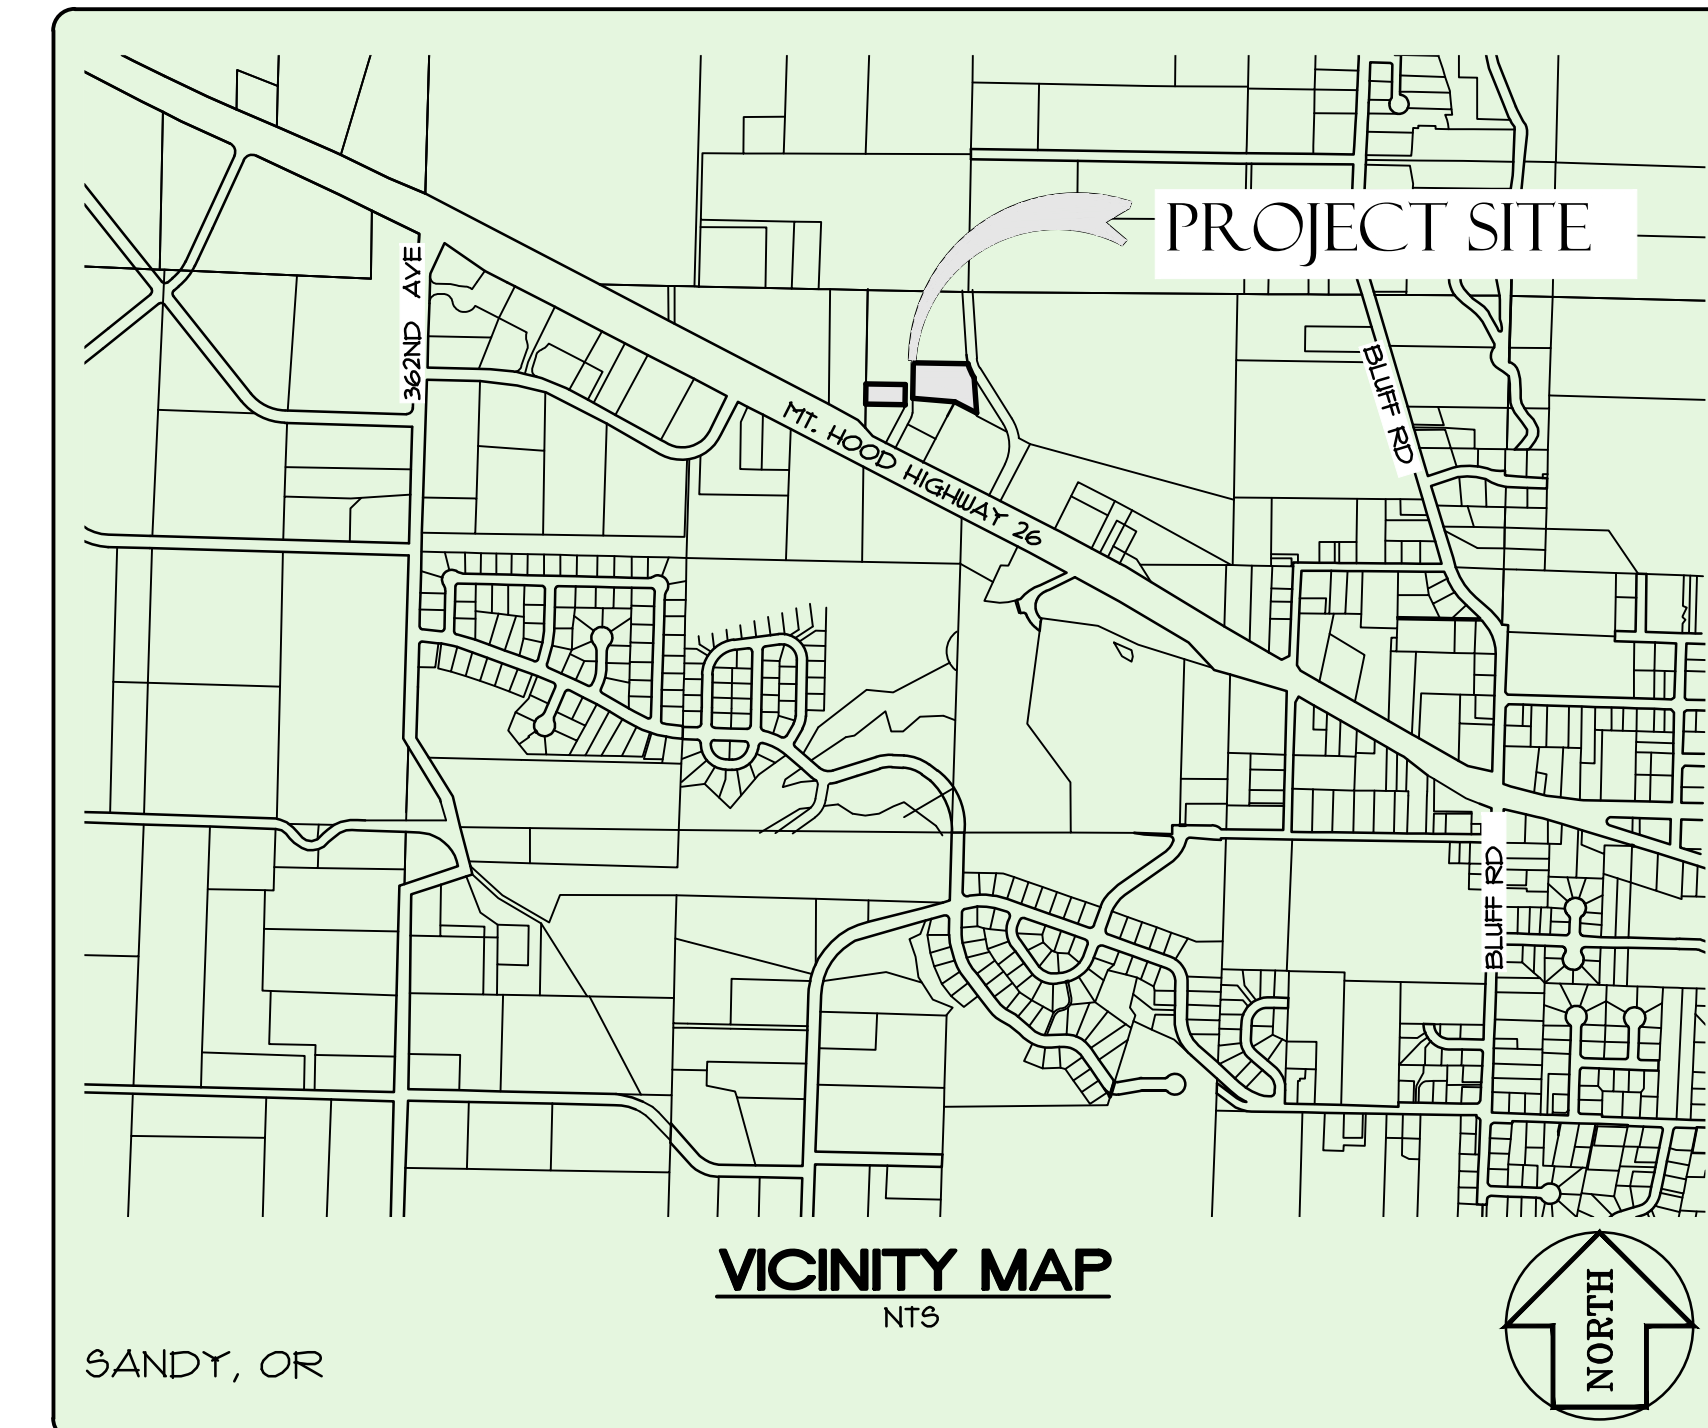 PROJECT SITE
362ND AVE
BLUFF RD
MT. HOOD HIGHWAY 26
BLUFF RD
VICINITY MAP
NTS
NORTH
SANDY, OR